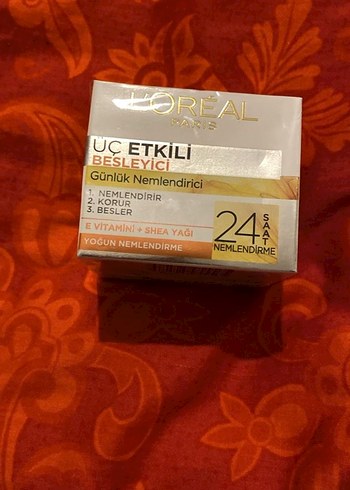 L'ORÉAL
PARIS
ÜÇ ETKİLİ
BESLEYİCİ
Günlük Nemlendirici
1. NEMLENDİRİR
2. KORUR
3. BESLER
E VİTAMİNİ + SHEA YAĞI
YOĞUN NEMLENDİRME
24 SAAT
NEMLENDİRME